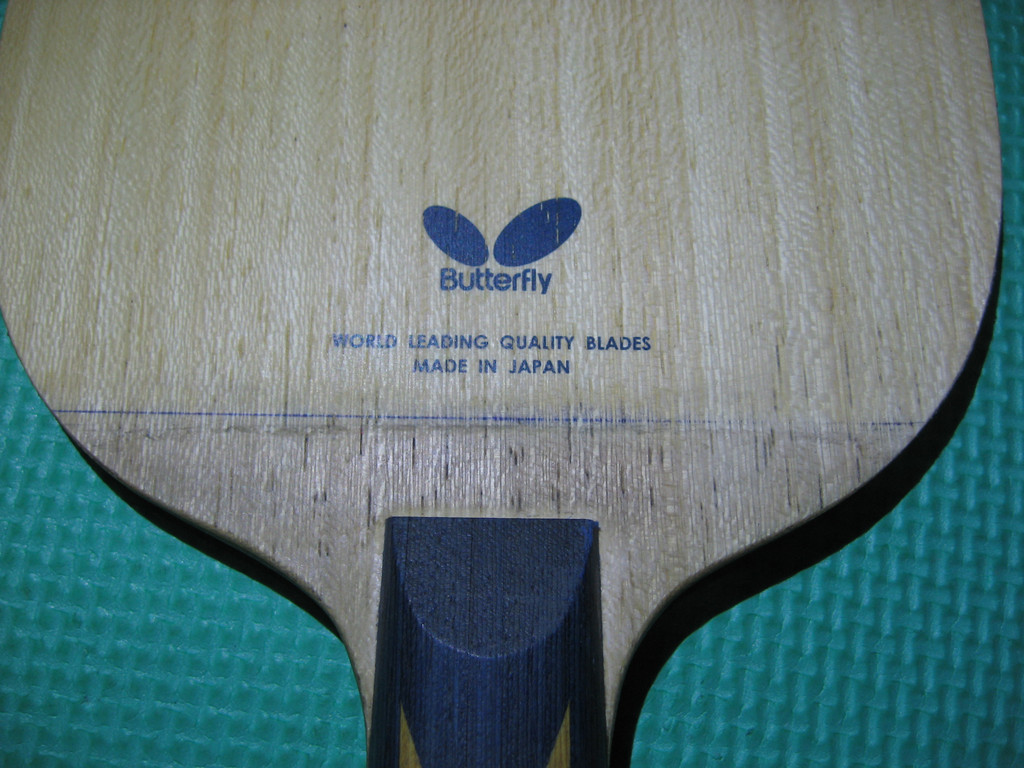 Butterfly
WORLD LEADING QUALITY BLADES
MADE IN JAPAN